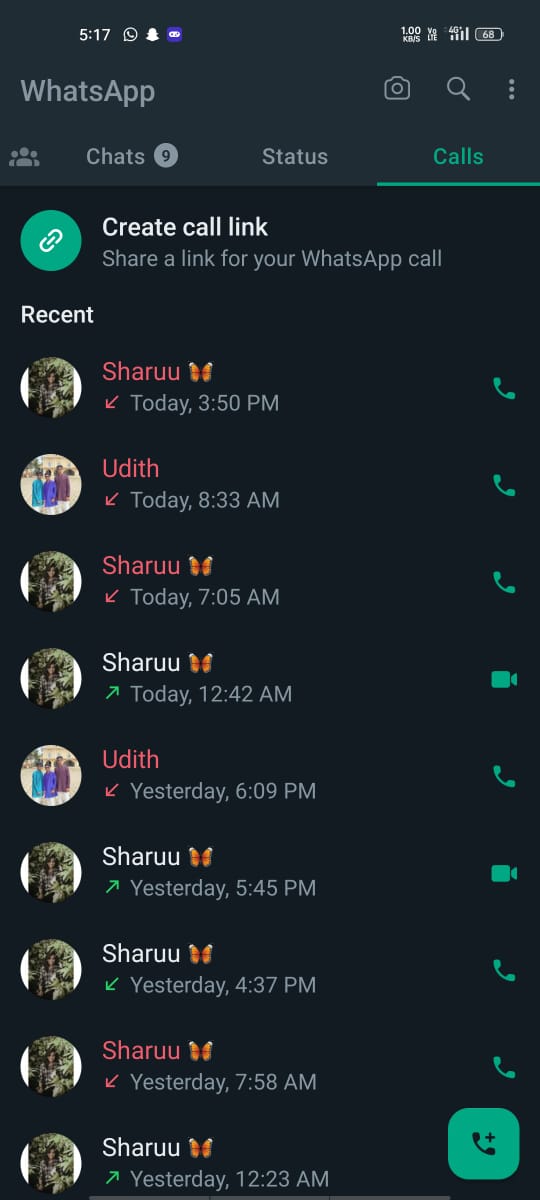 5:17
1.00 KB/S Vo LTE 4G+ 68
WhatsApp
Chats 9 Status Calls
Create call link
Share a link for your WhatsApp call
Recent
Sharuu 🦋
Today, 3:50 PM
Udith
Today, 8:33 AM
Sharuu 🦋
Today, 7:05 AM
Sharuu 🦋
Today, 12:42 AM
Udith
Yesterday, 6:09 PM
Sharuu 🦋
Yesterday, 5:45 PM
Sharuu 🦋
Yesterday, 4:37 PM
Sharuu 🦋
Yesterday, 7:58 AM
Sharuu 🦋
Yesterday, 12:23 AM